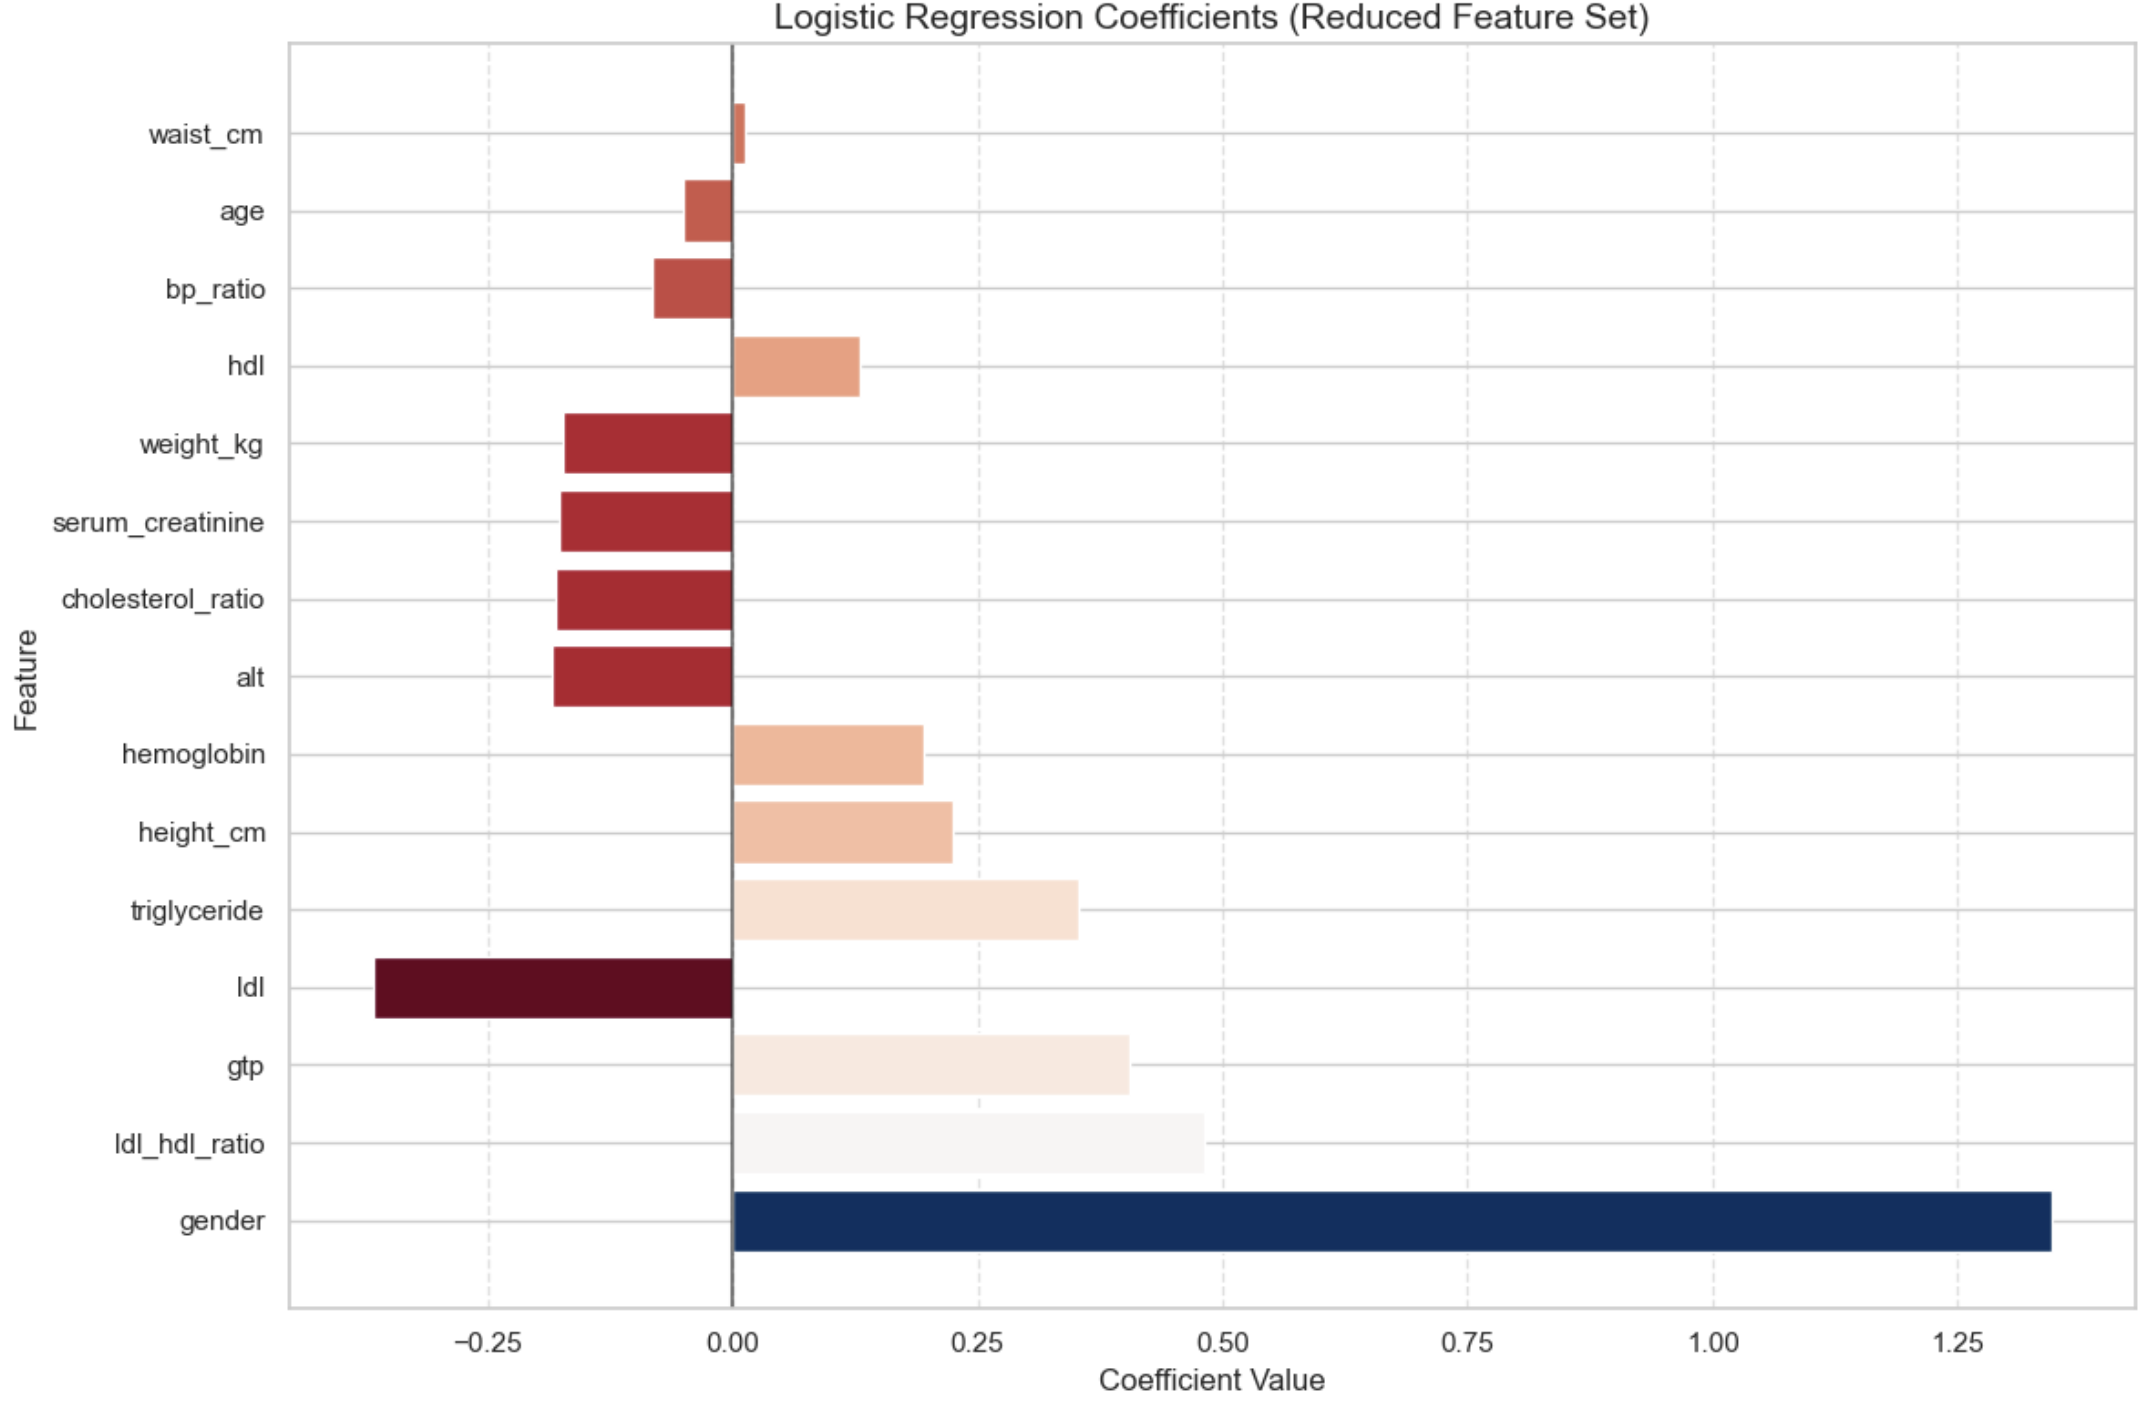 Logistic Regression Coefficients (Reduced Feature Set)
waist_cm
age
bp_ratio
hdl
weight_kg
serum_creatinine
cholesterol_ratio
alt
hemoglobin
height_cm
triglyceride
ldl
gtp
ldl_hdl_ratio
gender
Feature
−0.25 0.00 0.25 0.50 0.75 1.00 1.25
Coefficient Value